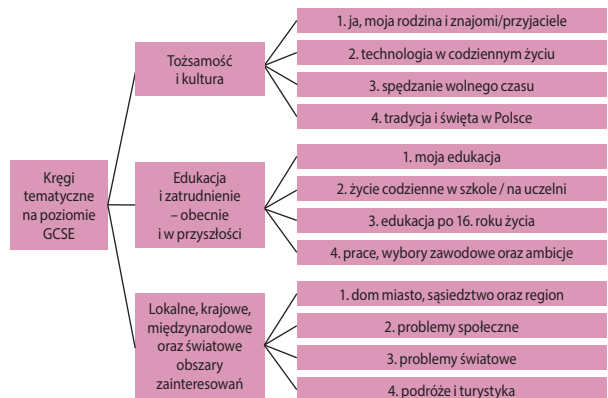 Kręgi
tematyczne
na poziomie
GCSE
Tożsamość
i kultura
1. ja, moja rodzina i znajomi/przyjaciele
2. technologia w codziennym życiu
3. spędzanie wolnego czasu
4. tradycja i święta w Polsce
Edukacja
i zatrudnienie
– obecnie
i w przyszłości
1. moja edukacja
2. życie codzienne w szkole / na uczelni
3. edukacja po 16. roku życia
4. prace, wybory zawodowe oraz ambicje
Lokalne, krajowe,
międzynarodowe
oraz światowe
obszary
zainteresowań
1. dom miasto, sąsiedztwo oraz region
2. problemy społeczne
3. problemy światowe
4. podróże i turystyka